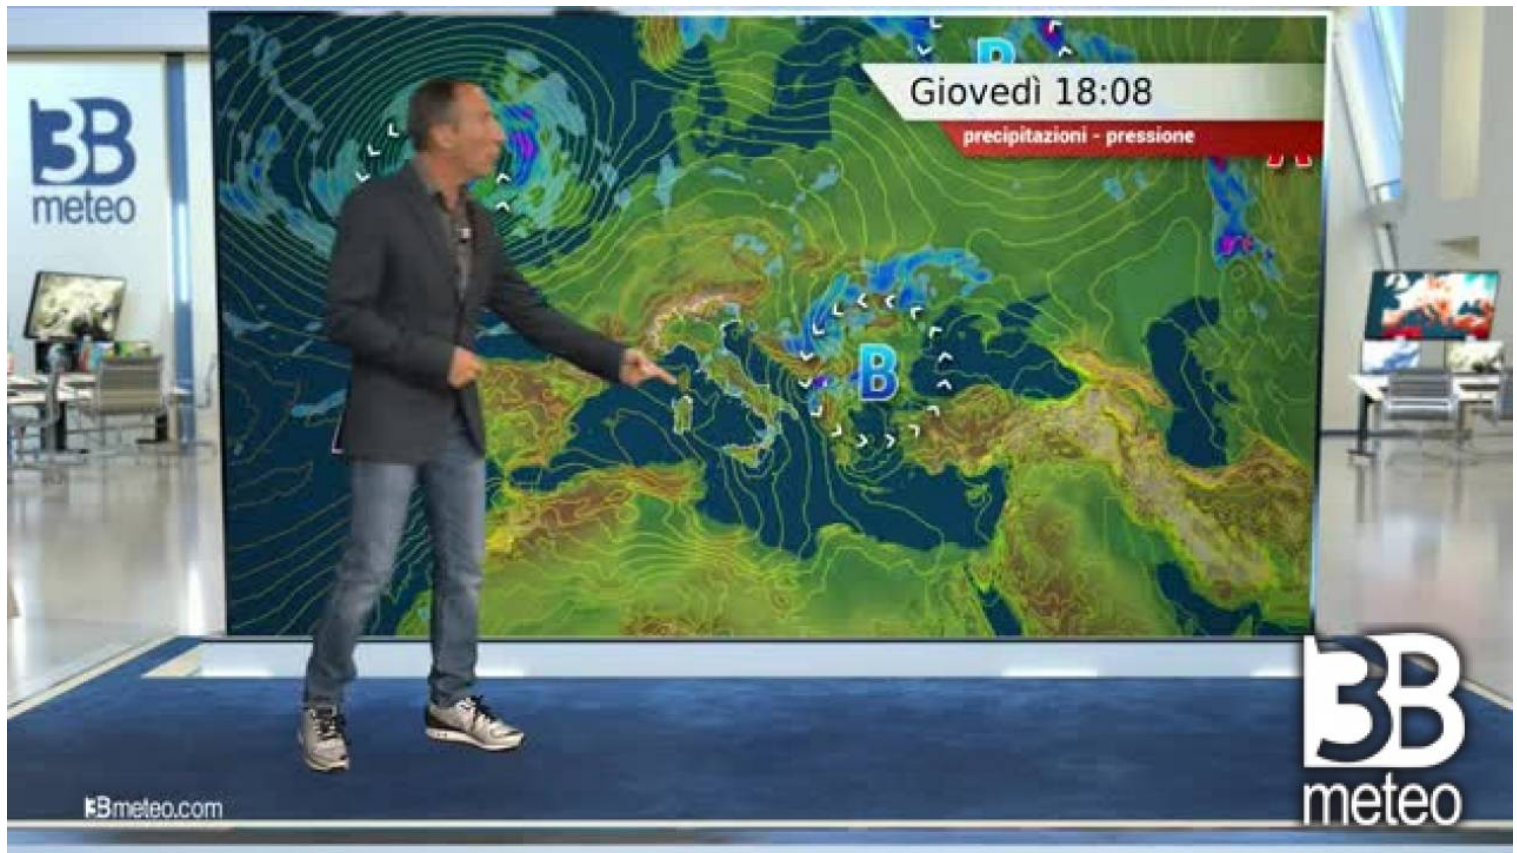 3B
meteo
B
Giovedì 18:08
precipitazioni - pressione
A
B
3B
meteo
3Bmeteo.com